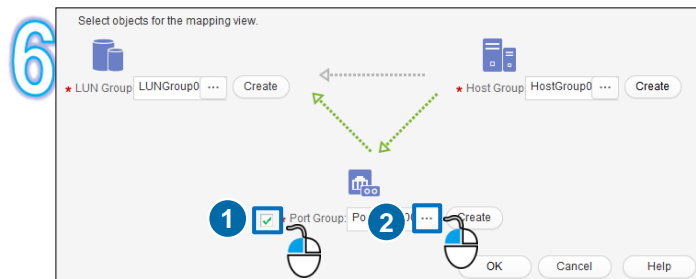 6
Select objects for the mapping view.
* LUN Group LUNGroup0 ... Create
* Host Group HostGroup0 ... Create
1 * Port Group: Po 2 ... Create
OK Cancel Help